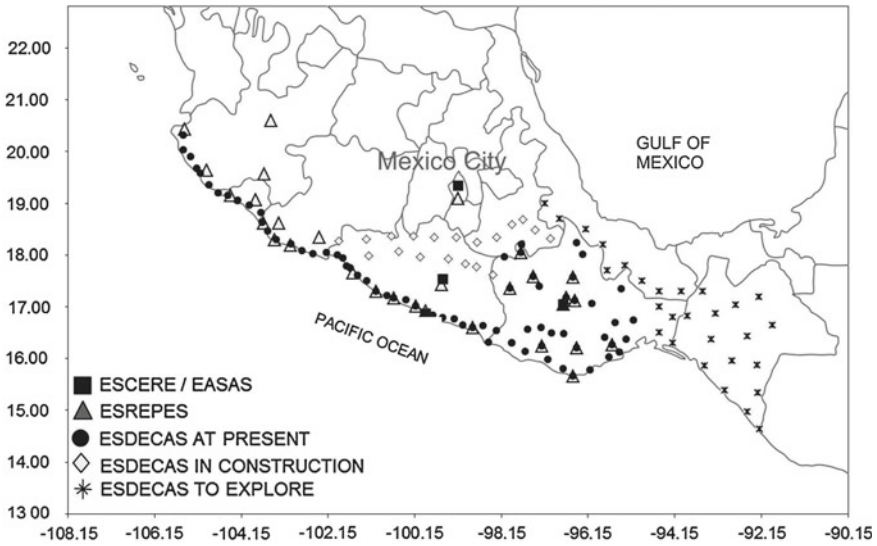 22.00
21.00
20.00
19.00
18.00
17.00
16.00
15.00
14.00
13 00
GULF OF
MEXICO
Mexico City
PACIFIC OCEAN
ESCERE / EASAS
ESREPES
ESDECAS AT PRESENT
ESDECAS IN CONSTRUCTION
ESDECAS TO EXPLORE
-108.15 -106.15 -104.15 -102.15 -100.15 -98.15 -96.15 -94.15 -92.15 -90.15